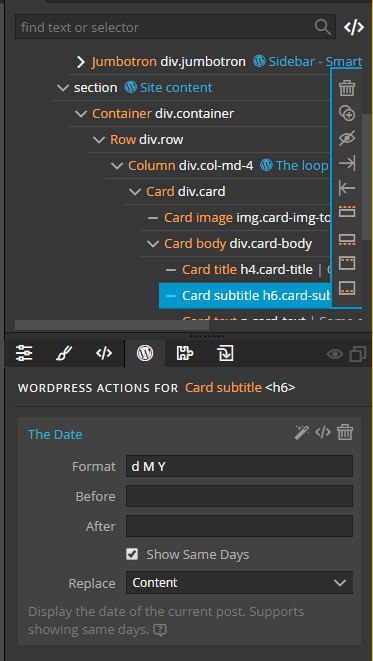 find text or selector
Jumbotron div.jumbotron Sidebar - Smart
section Site content
Container div.container
Row div.row
Column div.col-md-4 The loop
Card div.card
Card image img.card-img-to
Card body div.card-body
Card title h4.card-title |
Card subtitle h6.card-sub
WORDPRESS ACTIONS FOR Card subtitle <h6>
The Date
Format d M Y
Before
After
Show Same Days
Replace Content
Display the date of the current post. Supports
showing same days.